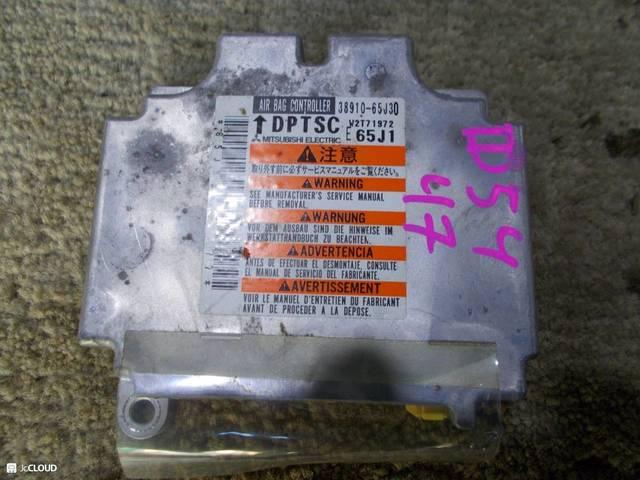 AIR BAG CONTROLLER 38910-65J30
↑ DPTSC W2T71972
MITSUBISHI ELECTRIC E 65J1
注意
取り外す前に必ずサービスマニュアルをご覧ください。
WARNING
SEE MANUFACTURER'S SERVICE MANUAL
BEFORE REMOVAL.
WARNUNG
VOR DEM AUSBAU SIND DIE HINWEISE IM
WERKSTATTHANDBUCH ZU BEACHTEN.
ADVERTENCIA
ANTES DE EFECTUAR EL DESMONTAJE, CONSULTE
EL MANUAL DE SERVICIO DEL FABRICANTE.
AVERTISSEMENT
VOIR LE MANUEL D'ENTRETIEN DU FABRICANT
AVANT DE PROCEDER A LA DEPOSE.
TD54
47
JcCLOUD